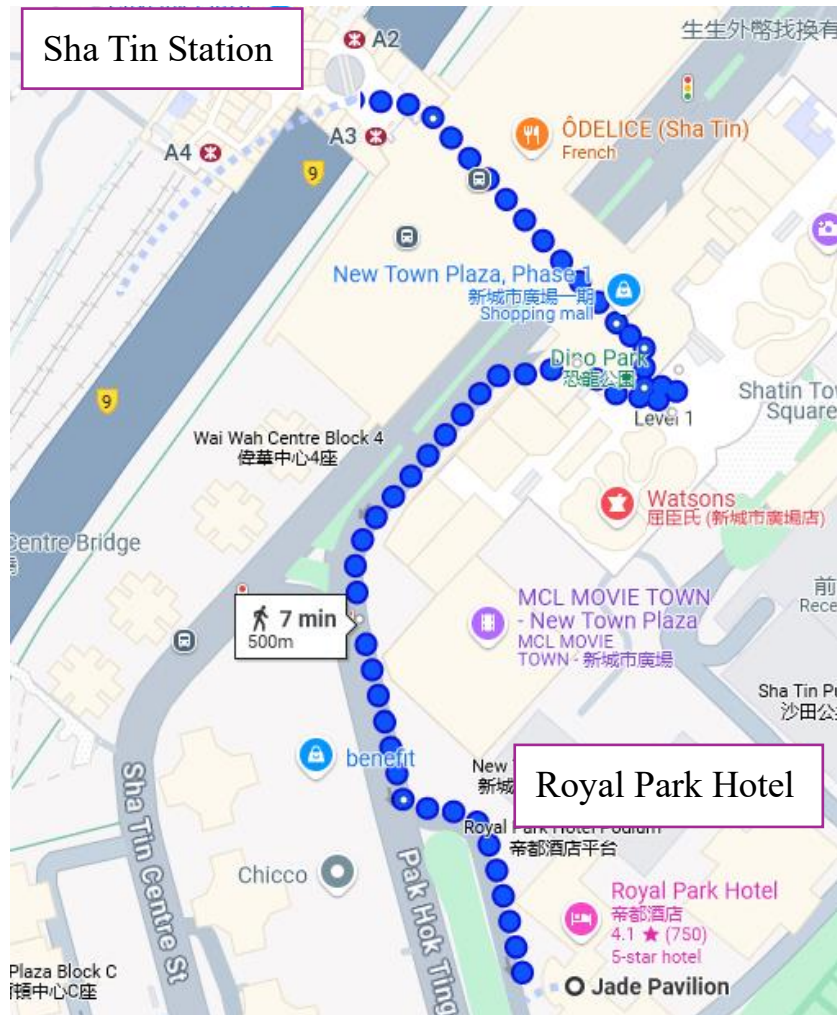 Sha Tin Station
A2
生生外幣找換有
A3
A4
ÔDELICE (Sha Tin)
French
9
New Town Plaza, Phase 1
新城市廣場一期
Shopping mall
Dino Park
恐龍公園
9
Level 1
Shatin To
Square
Wai Wah Centre Block 4
偉華中心4座
Watsons
屈臣氏 (新城市廣場店)
Centre Bridge
前
Rece
7 min
500m
MCL MOVIE TOWN
- New Town Plaza
MCL MOVIE
TOWN - 新城市廣場
Sha Tin Pu
沙田公
benefit
New
新城
Royal Park Hotel
Sha Tin Centre St
Royal Park Hotel Podium
帝都酒店平台
Chicco
Pak Hok Ting
Royal Park Hotel
帝都酒店
4.1 ★ (750)
5-star hotel
Plaza Block C
頓中心C座
Jade Pavilion